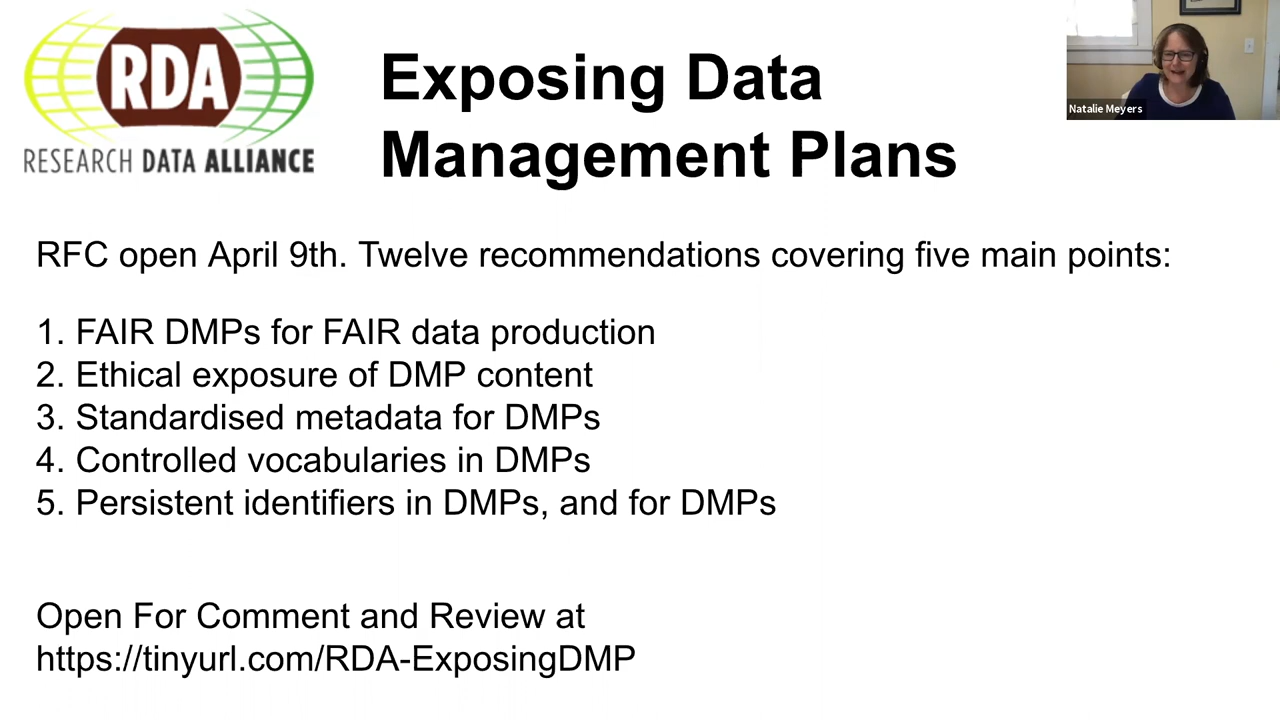 RDA
RESEARCH DATA ALLIANCE
Exposing Data
Management Plans
Natalie Meyers
RFC open April 9th. Twelve recommendations covering five main points:
1. FAIR DMPs for FAIR data production
2. Ethical exposure of DMP content
3. Standardised metadata for DMPs
4. Controlled vocabularies in DMPs
5. Persistent identifiers in DMPs, and for DMPs
Open For Comment and Review at
https://tinyurl.com/RDA-ExposingDMP